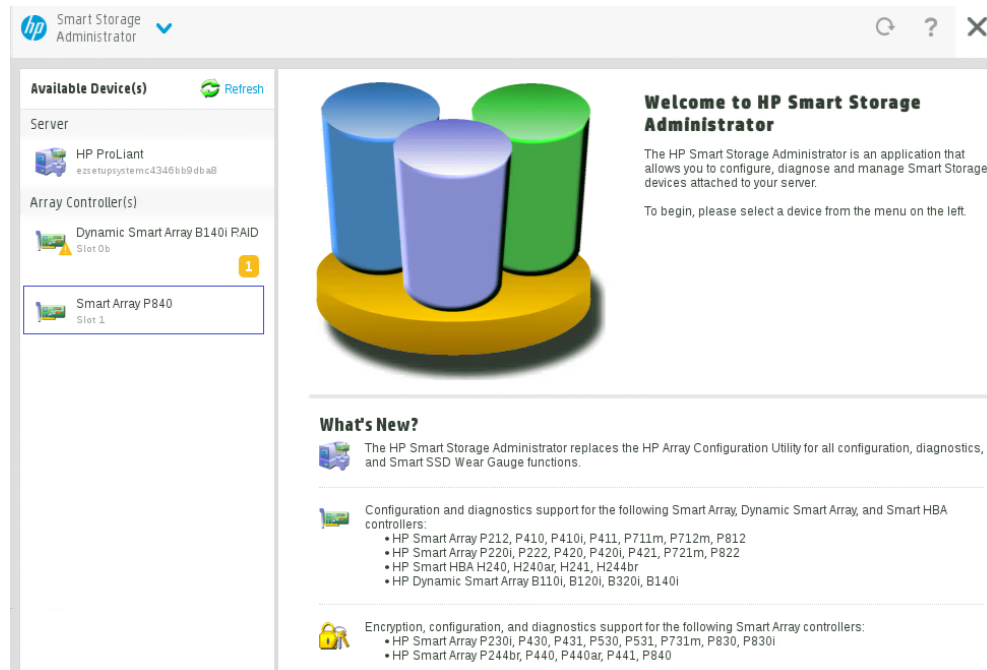 hp
Smart Storage
Administrator
?
Available Device(s)
Refresh
Server
HP ProLiant
ezsetupsystemc4346bb9dba8
Array Controller(s)
Dynamic Smart Array B140i RAID
Slot 0b
1
Smart Array P840
Slot 1
Welcome to HP Smart Storage
Administrator
The HP Smart Storage Administrator is an application that
allows you to configure, diagnose and manage Smart Storage
devices attached to your server.
To begin, please select a device from the menu on the left.
What's New?
The HP Smart Storage Administrator replaces the HP Array Configuration Utility for all configuration, diagnostics,
and Smart SSD Wear Gauge functions.
Configuration and diagnostics support for the following Smart Array, Dynamic Smart Array, and Smart HBA
controllers:
• HP Smart Array P212, P410, P410i, P411, P711m, P712m, P812
• HP Smart Array P220i, P222, P420, P420i, P421, P721m, P822
• HP Smart HBA H240, H240ar, H241, H244br
• HP Dynamic Smart Array B110i, B120i, B320i, B140i
Encryption, configuration, and diagnostics support for the following Smart Array controllers:
• HP Smart Array P230i, P430, P431, P530, P531, P731m, P830, P830i
• HP Smart Array P244br, P440, P440ar, P441, P840